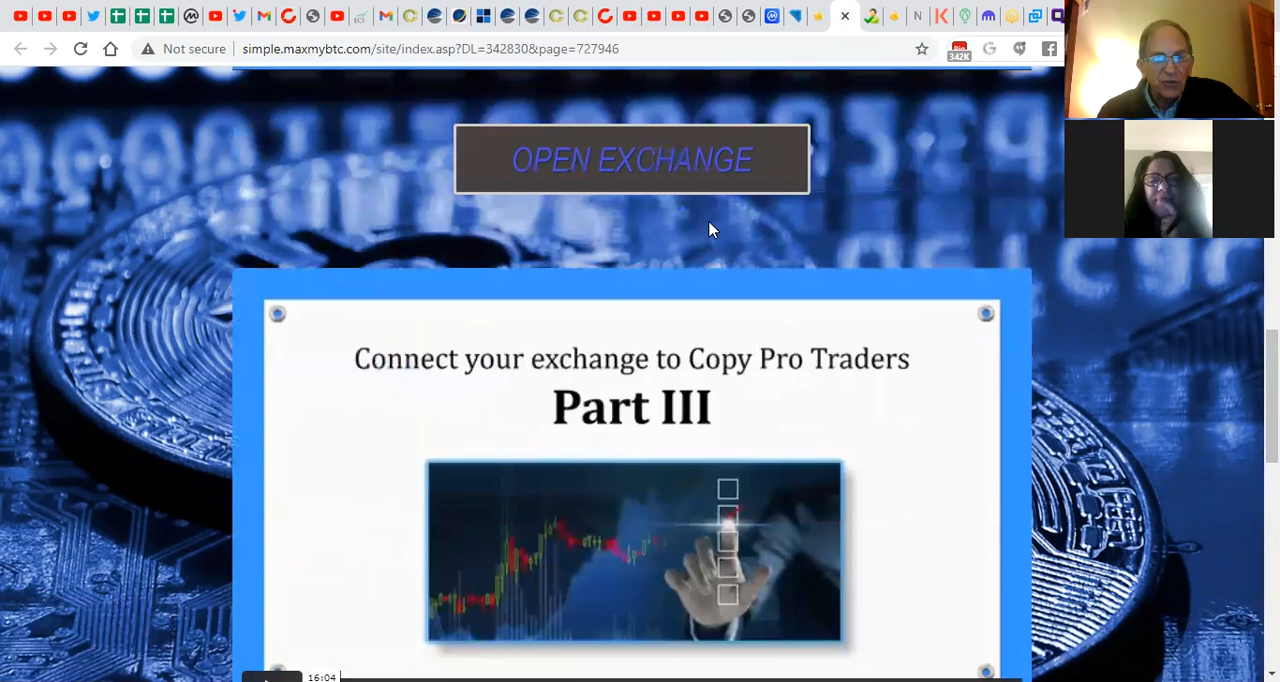 Not secure
simple.maxmybtc.com/site/index.asp?DL=342830&page=727946
342K
OPEN EXCHANGE
Connect your exchange to Copy Pro Traders
Part III
16:04